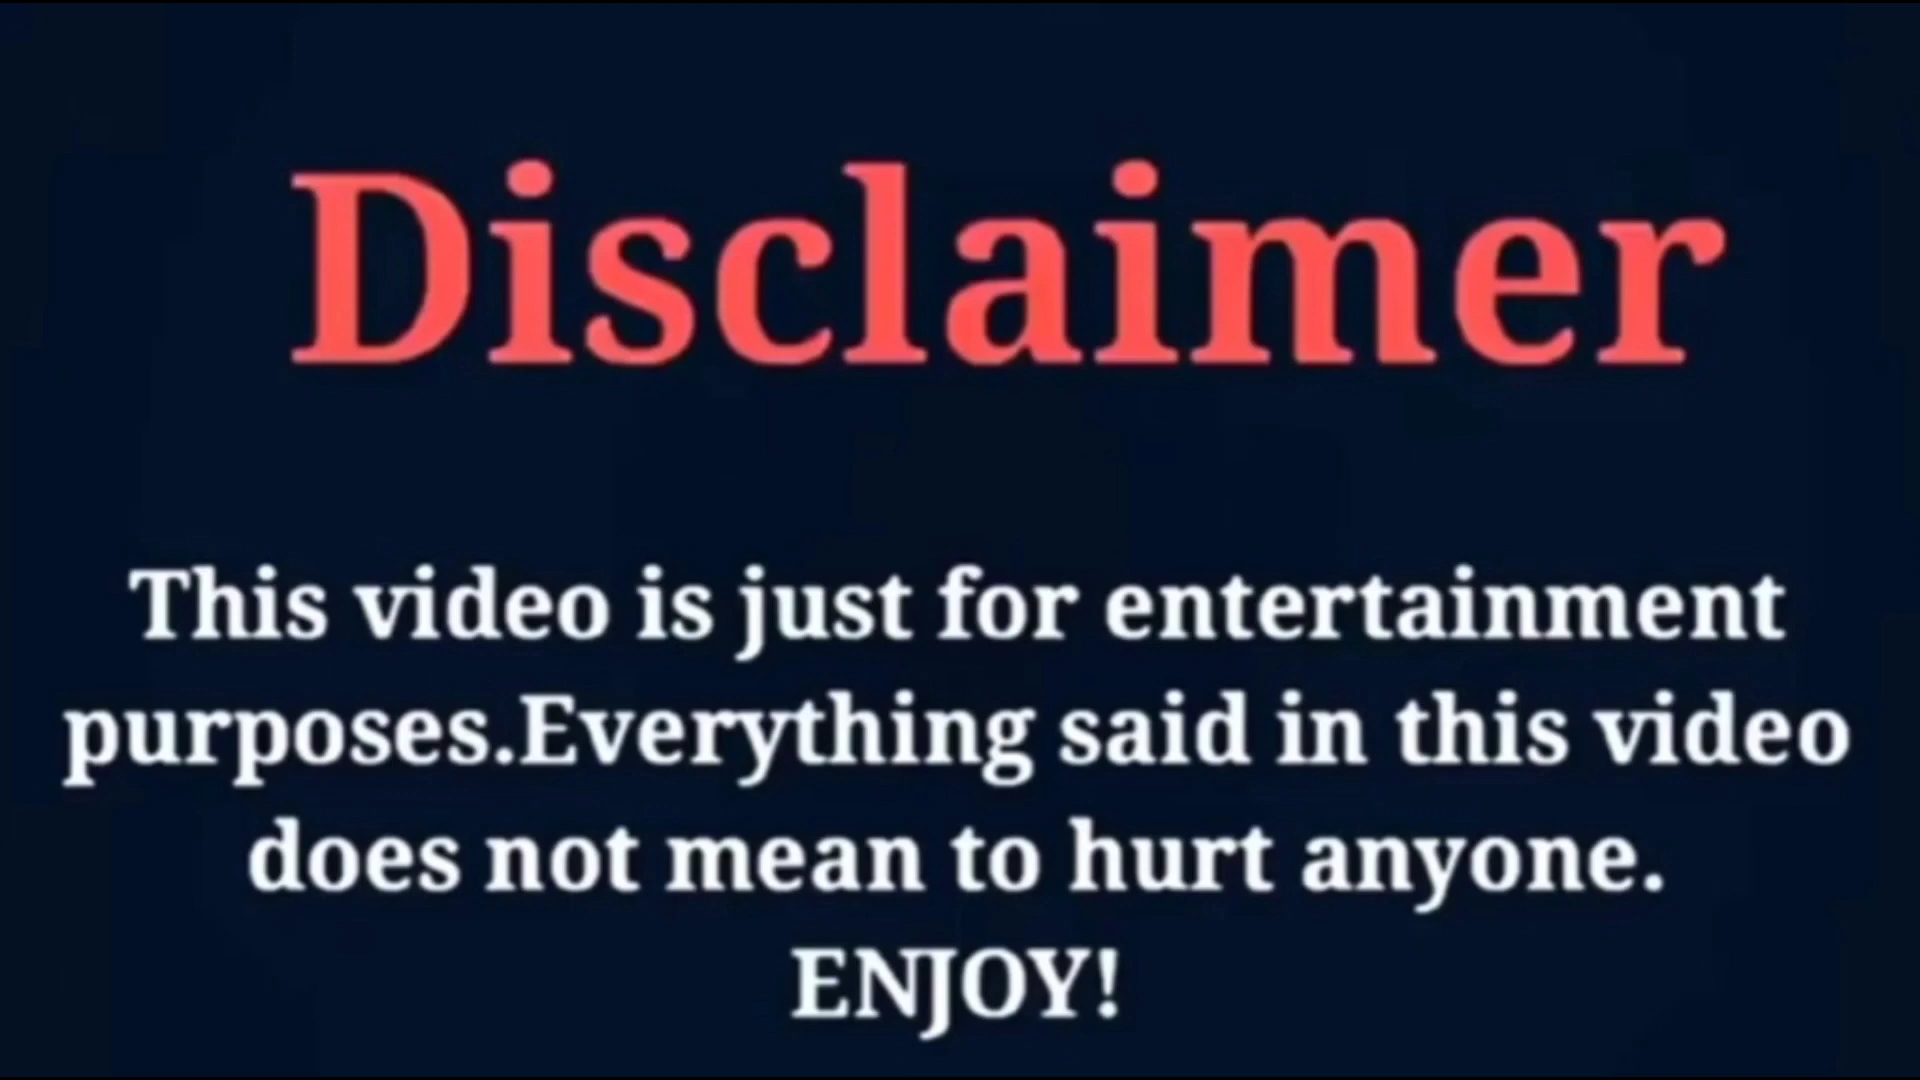 Disclaimer
This video is just for entertainment
purposes.Everything said in this video
does not mean to hurt anyone.
ENJOY!